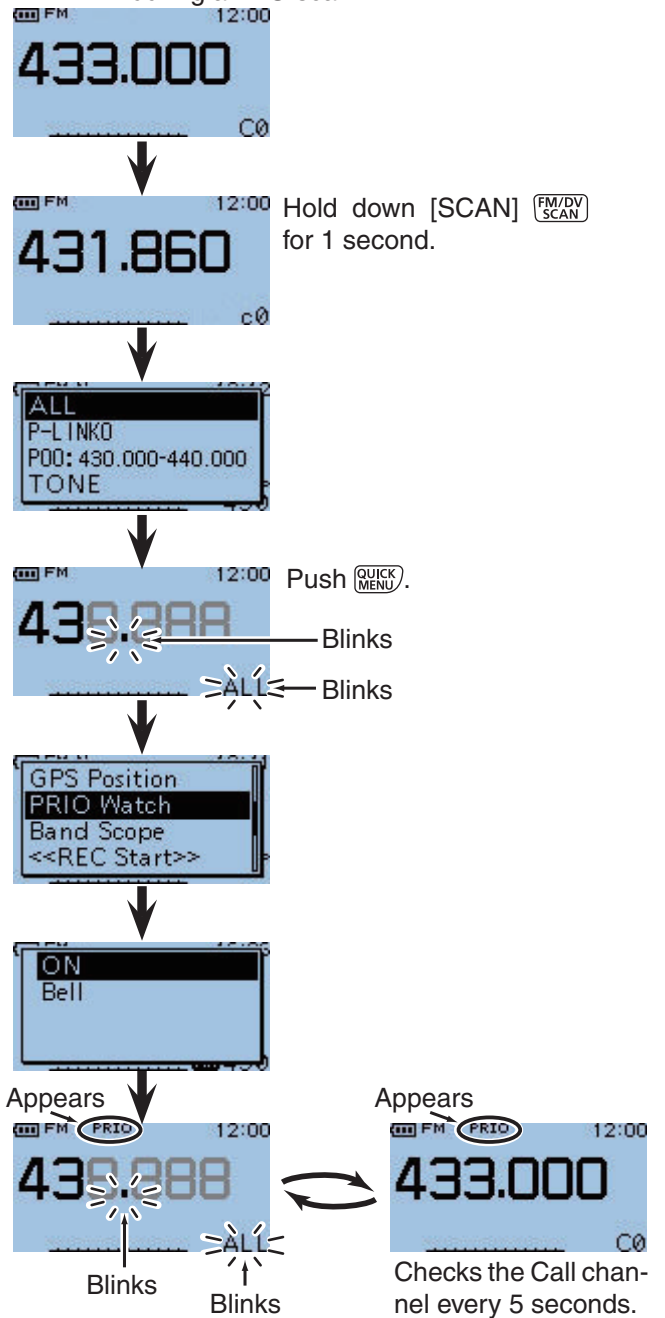 FM 12:00
433.000
C0
FM 12:00
431.860
c0
Hold down [SCAN] FM/DV SCAN
for 1 second.
ALL
P-LINK0
P00: 430.000-440.000
TONE
FM 12:00
43
ALL
Push QUICK MENU.
Blinks
Blinks
GPS Position
PRIO Watch
Band Scope
<<REC Start>>
ON
Bell
Appears
FM PRIO 12:00
43
ALL
Blinks
Blinks
Appears
FM PRIO 12:00
433.000
C0
Checks the Call chan-
nel every 5 seconds.